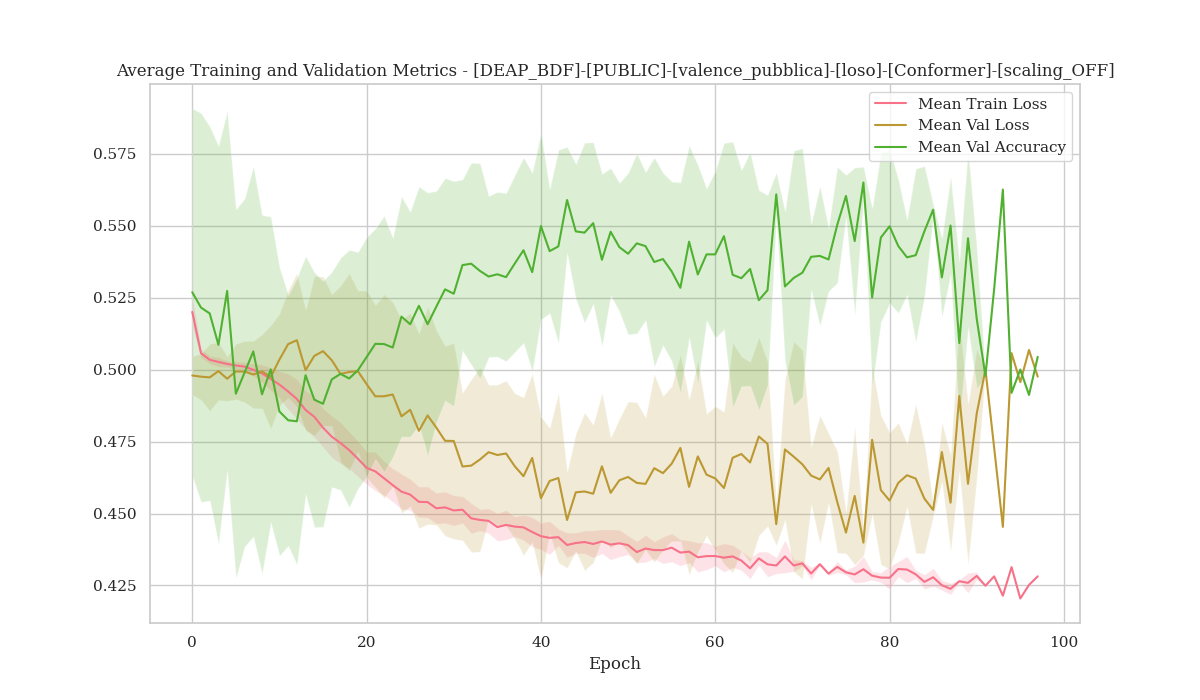 Average Training and Validation Metrics - [DEAP_BDF]-[PUBLIC]-[valence_pubblica]-[loso]-[Conformer]-[scaling_OFF]
Mean Train Loss
Mean Val Loss
Mean Val Accuracy
0.575
0.550
0.525
0.500
0.475
0.450
0.425
0
20
40
60
80
100
Epoch